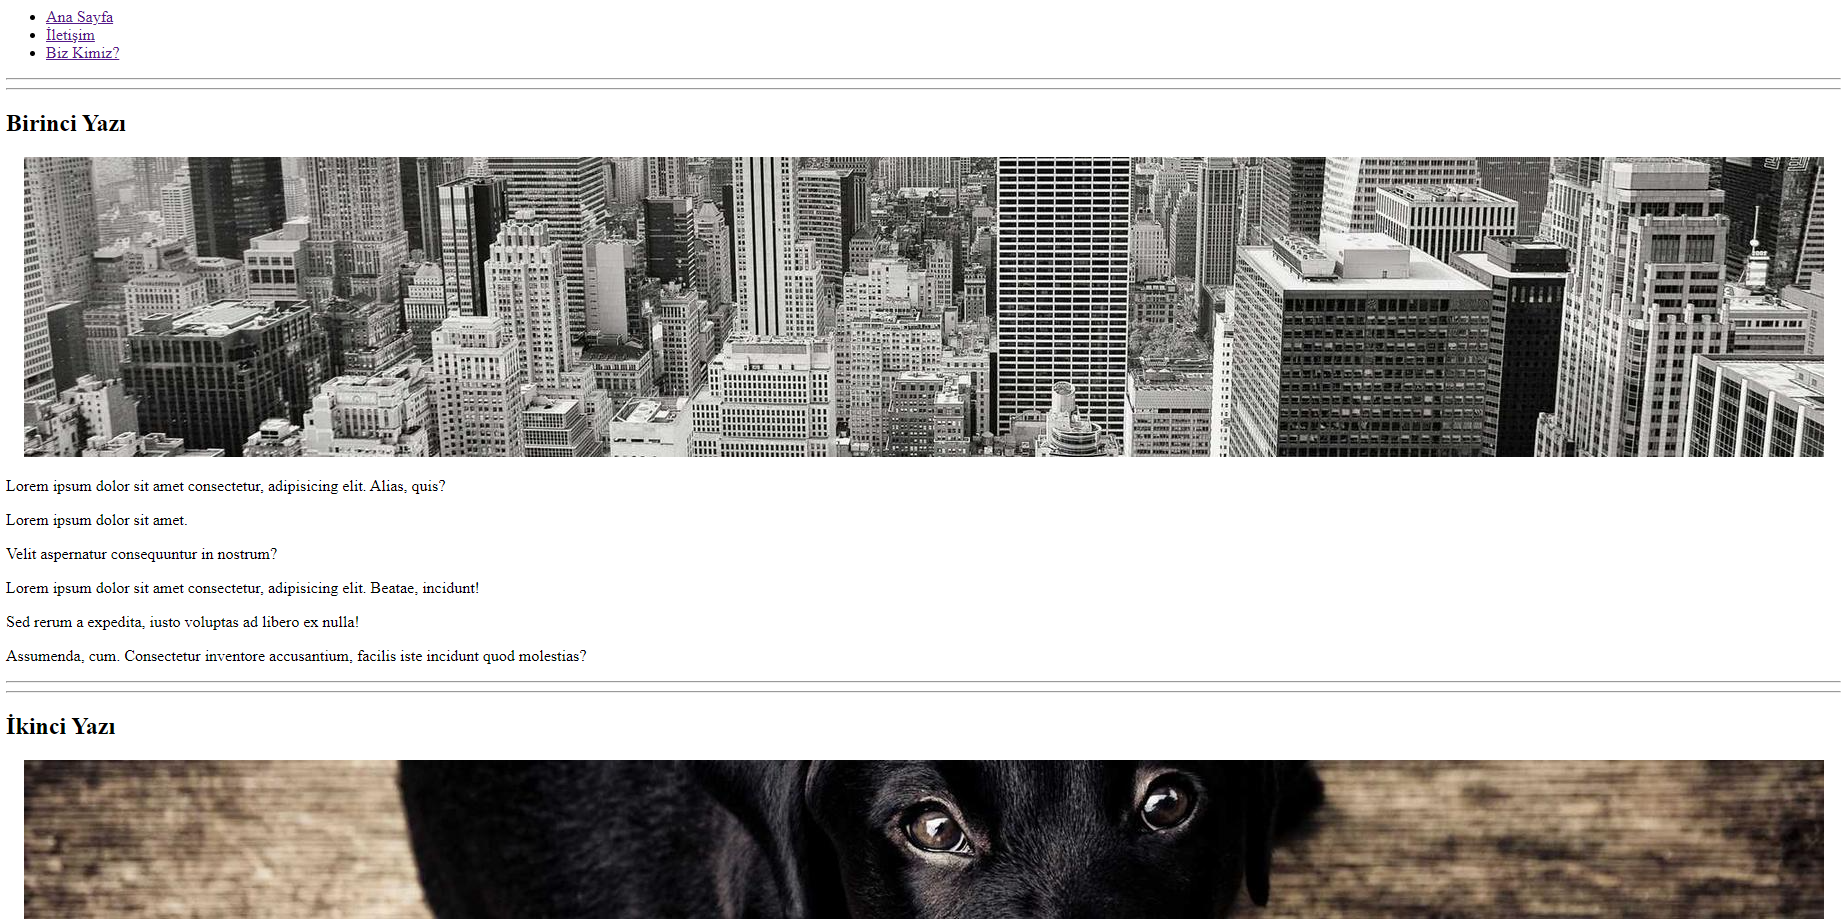 Ana Sayfa
İletişim
Biz Kimiz?
Birinci Yazı
Lorem ipsum dolor sit amet consectetur, adipisicing elit. Alias, quis?
Lorem ipsum dolor sit amet.
Velit aspernatur consequuntur in nostrum?
Lorem ipsum dolor sit amet consectetur, adipisicing elit. Beatae, incidunt!
Sed rerum a expedita, iusto voluptas ad libero ex nulla!
Assumenda, cum. Consectetur inventore accusantium, facilis iste incidunt quod molestias?
İkinci Yazı